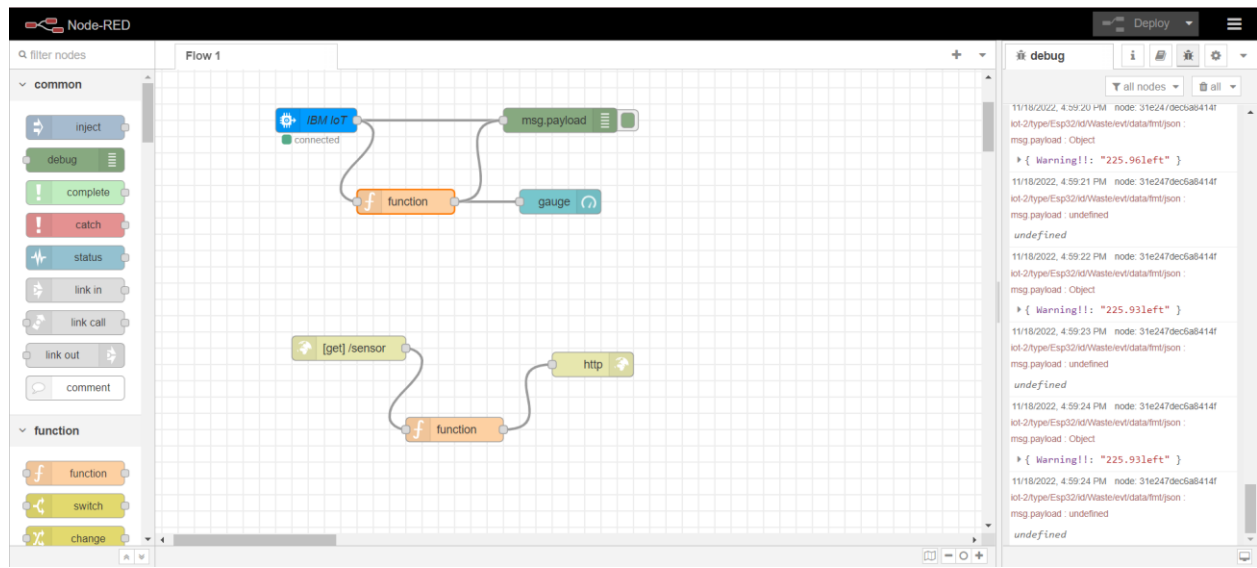 Node-RED
Deploy
filter nodes
common
inject
debug
complete
catch
status
link in
link call
link out
comment
function
function
switch
change
Flow 1
IBM IoT
connected
msg.payload
function
gauge
[get] /sensor
http
function
debug
all nodes
all
11/18/2022, 4:59:20 PM node: 31e247dec6a8414f
iot-2/type/Esp32/id/Waste/evt/data/fmt/json :
msg.payload : Object
{ Warning!!: "225.96left" }
11/18/2022, 4:59:21 PM node: 31e247dec6a8414f
iot-2/type/Esp32/id/Waste/evt/data/fmt/json :
msg.payload : undefined
undefined
11/18/2022, 4:59:22 PM node: 31e247dec6a8414f
iot-2/type/Esp32/id/Waste/evt/data/fmt/json :
msg.payload : Object
{ Warning!!: "225.93left" }
11/18/2022, 4:59:23 PM node: 31e247dec6a8414f
iot-2/type/Esp32/id/Waste/evt/data/fmt/json :
msg.payload : undefined
undefined
11/18/2022, 4:59:24 PM node: 31e247dec6a8414f
iot-2/type/Esp32/id/Waste/evt/data/fmt/json :
msg.payload : Object
{ Warning!!: "225.93left" }
11/18/2022, 4:59:24 PM node: 31e247dec6a8414f
iot-2/type/Esp32/id/Waste/evt/data/fmt/json :
msg.payload : undefined
undefined